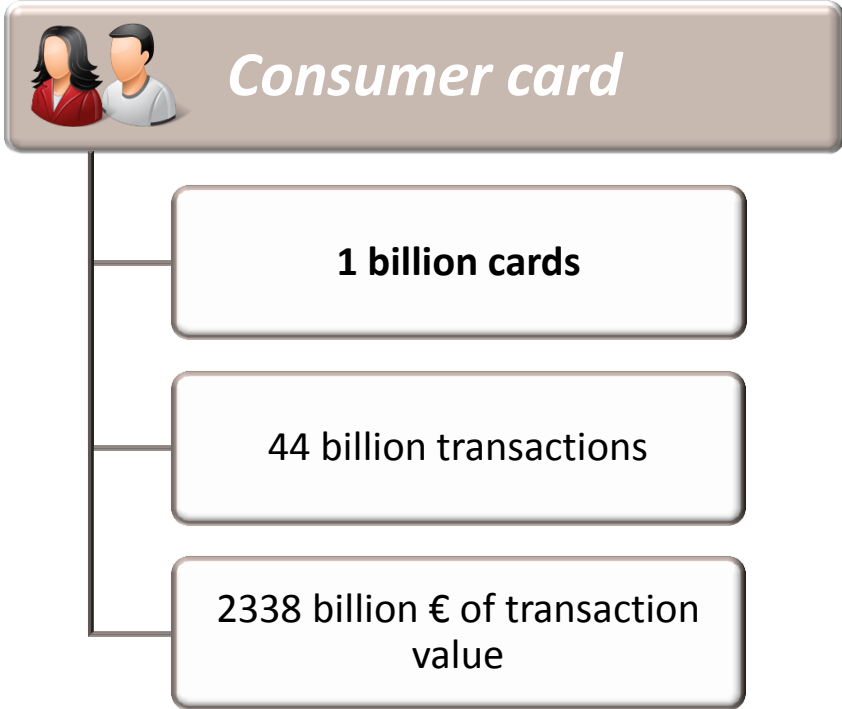 Consumer card
1 billion cards
44 billion transactions
2338 billion € of transaction
value